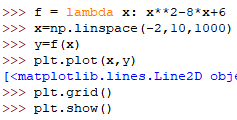 >>> f = lambda x: x**2-8*x+6
>>> x=np.linspace(-2,10,1000)
>>> y=f(x)
>>> plt.plot(x,y)
[<matplotlib.lines.Line2D obje
>>> plt.grid()
>>> plt.show()